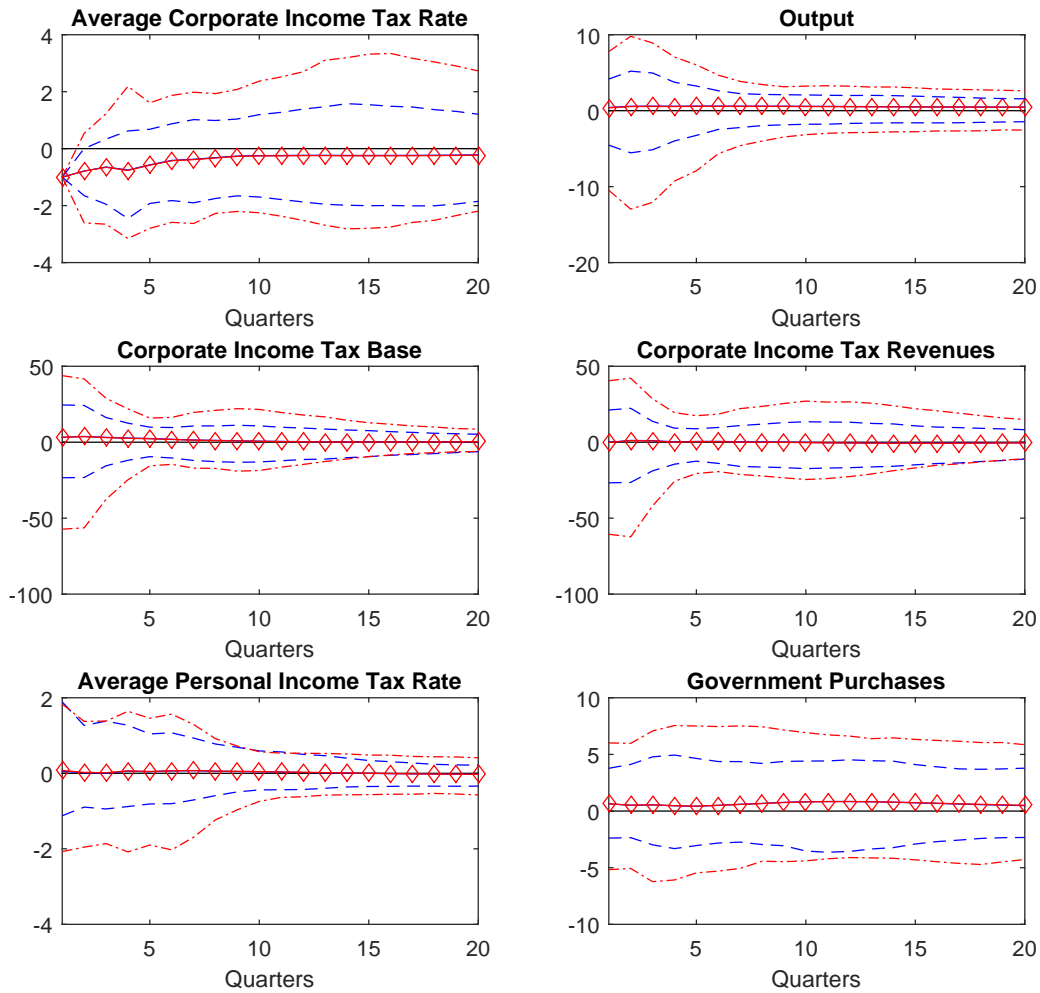 Average Corporate Income Tax Rate
4
2
0
-2
-4
5 10 15 20
Quarters
Output
10
0
-10
-20
5 10 15 20
Quarters
Corporate Income Tax Base
50
0
-50
-100
5 10 15 20
Quarters
Corporate Income Tax Revenues
50
0
-50
-100
5 10 15 20
Quarters
Average Personal Income Tax Rate
2
0
-2
-4
5 10 15 20
Quarters
Government Purchases
10
5
0
-5
-10
5 10 15 20
Quarters